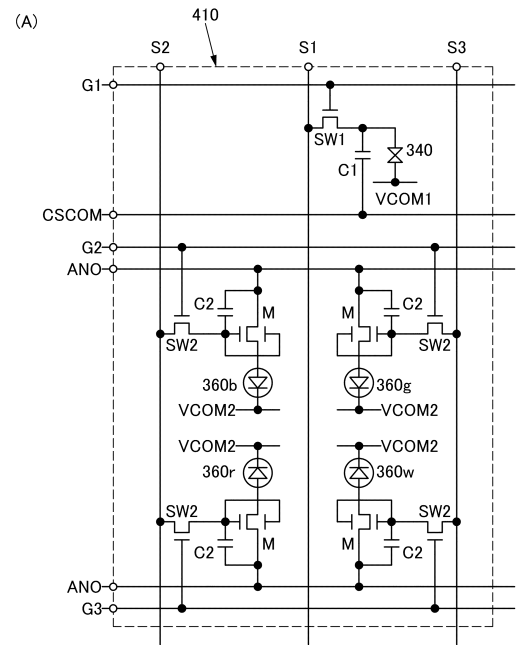 (A)
410
S2 S1 S3
G1
SW1 340
C1
VCOM1
CSCOM
G2
ANO
C2 M M C2
SW2 SW2
360b 360g
VCOM2 VCOM2
VCOM2 VCOM2
360r 360w
SW2 SW2
C2 M M C2
ANO
G3